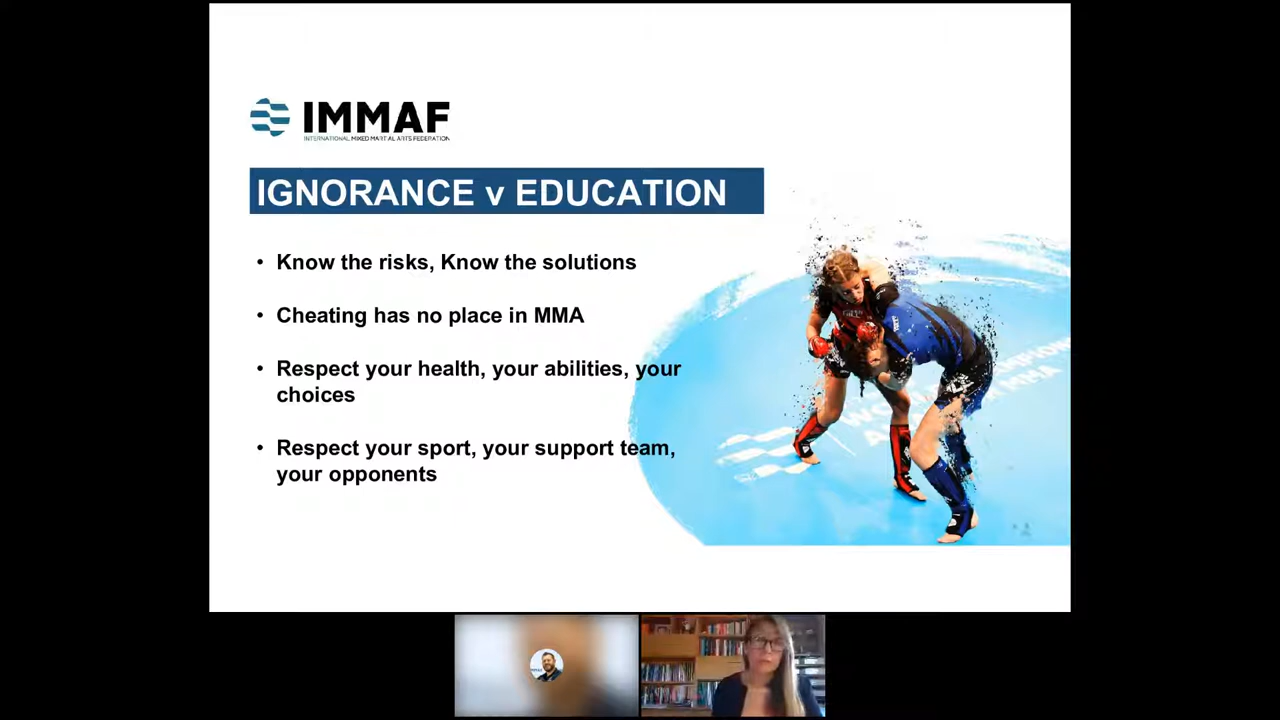 IMMAF
INTERNATIONAL MIXED MARTIAL ARTS FEDERATION
IGNORANCE v EDUCATION
• Know the risks, Know the solutions
• Cheating has no place in MMA
• Respect your health, your abilities, your
choices
• Respect your sport, your support team,
your opponents